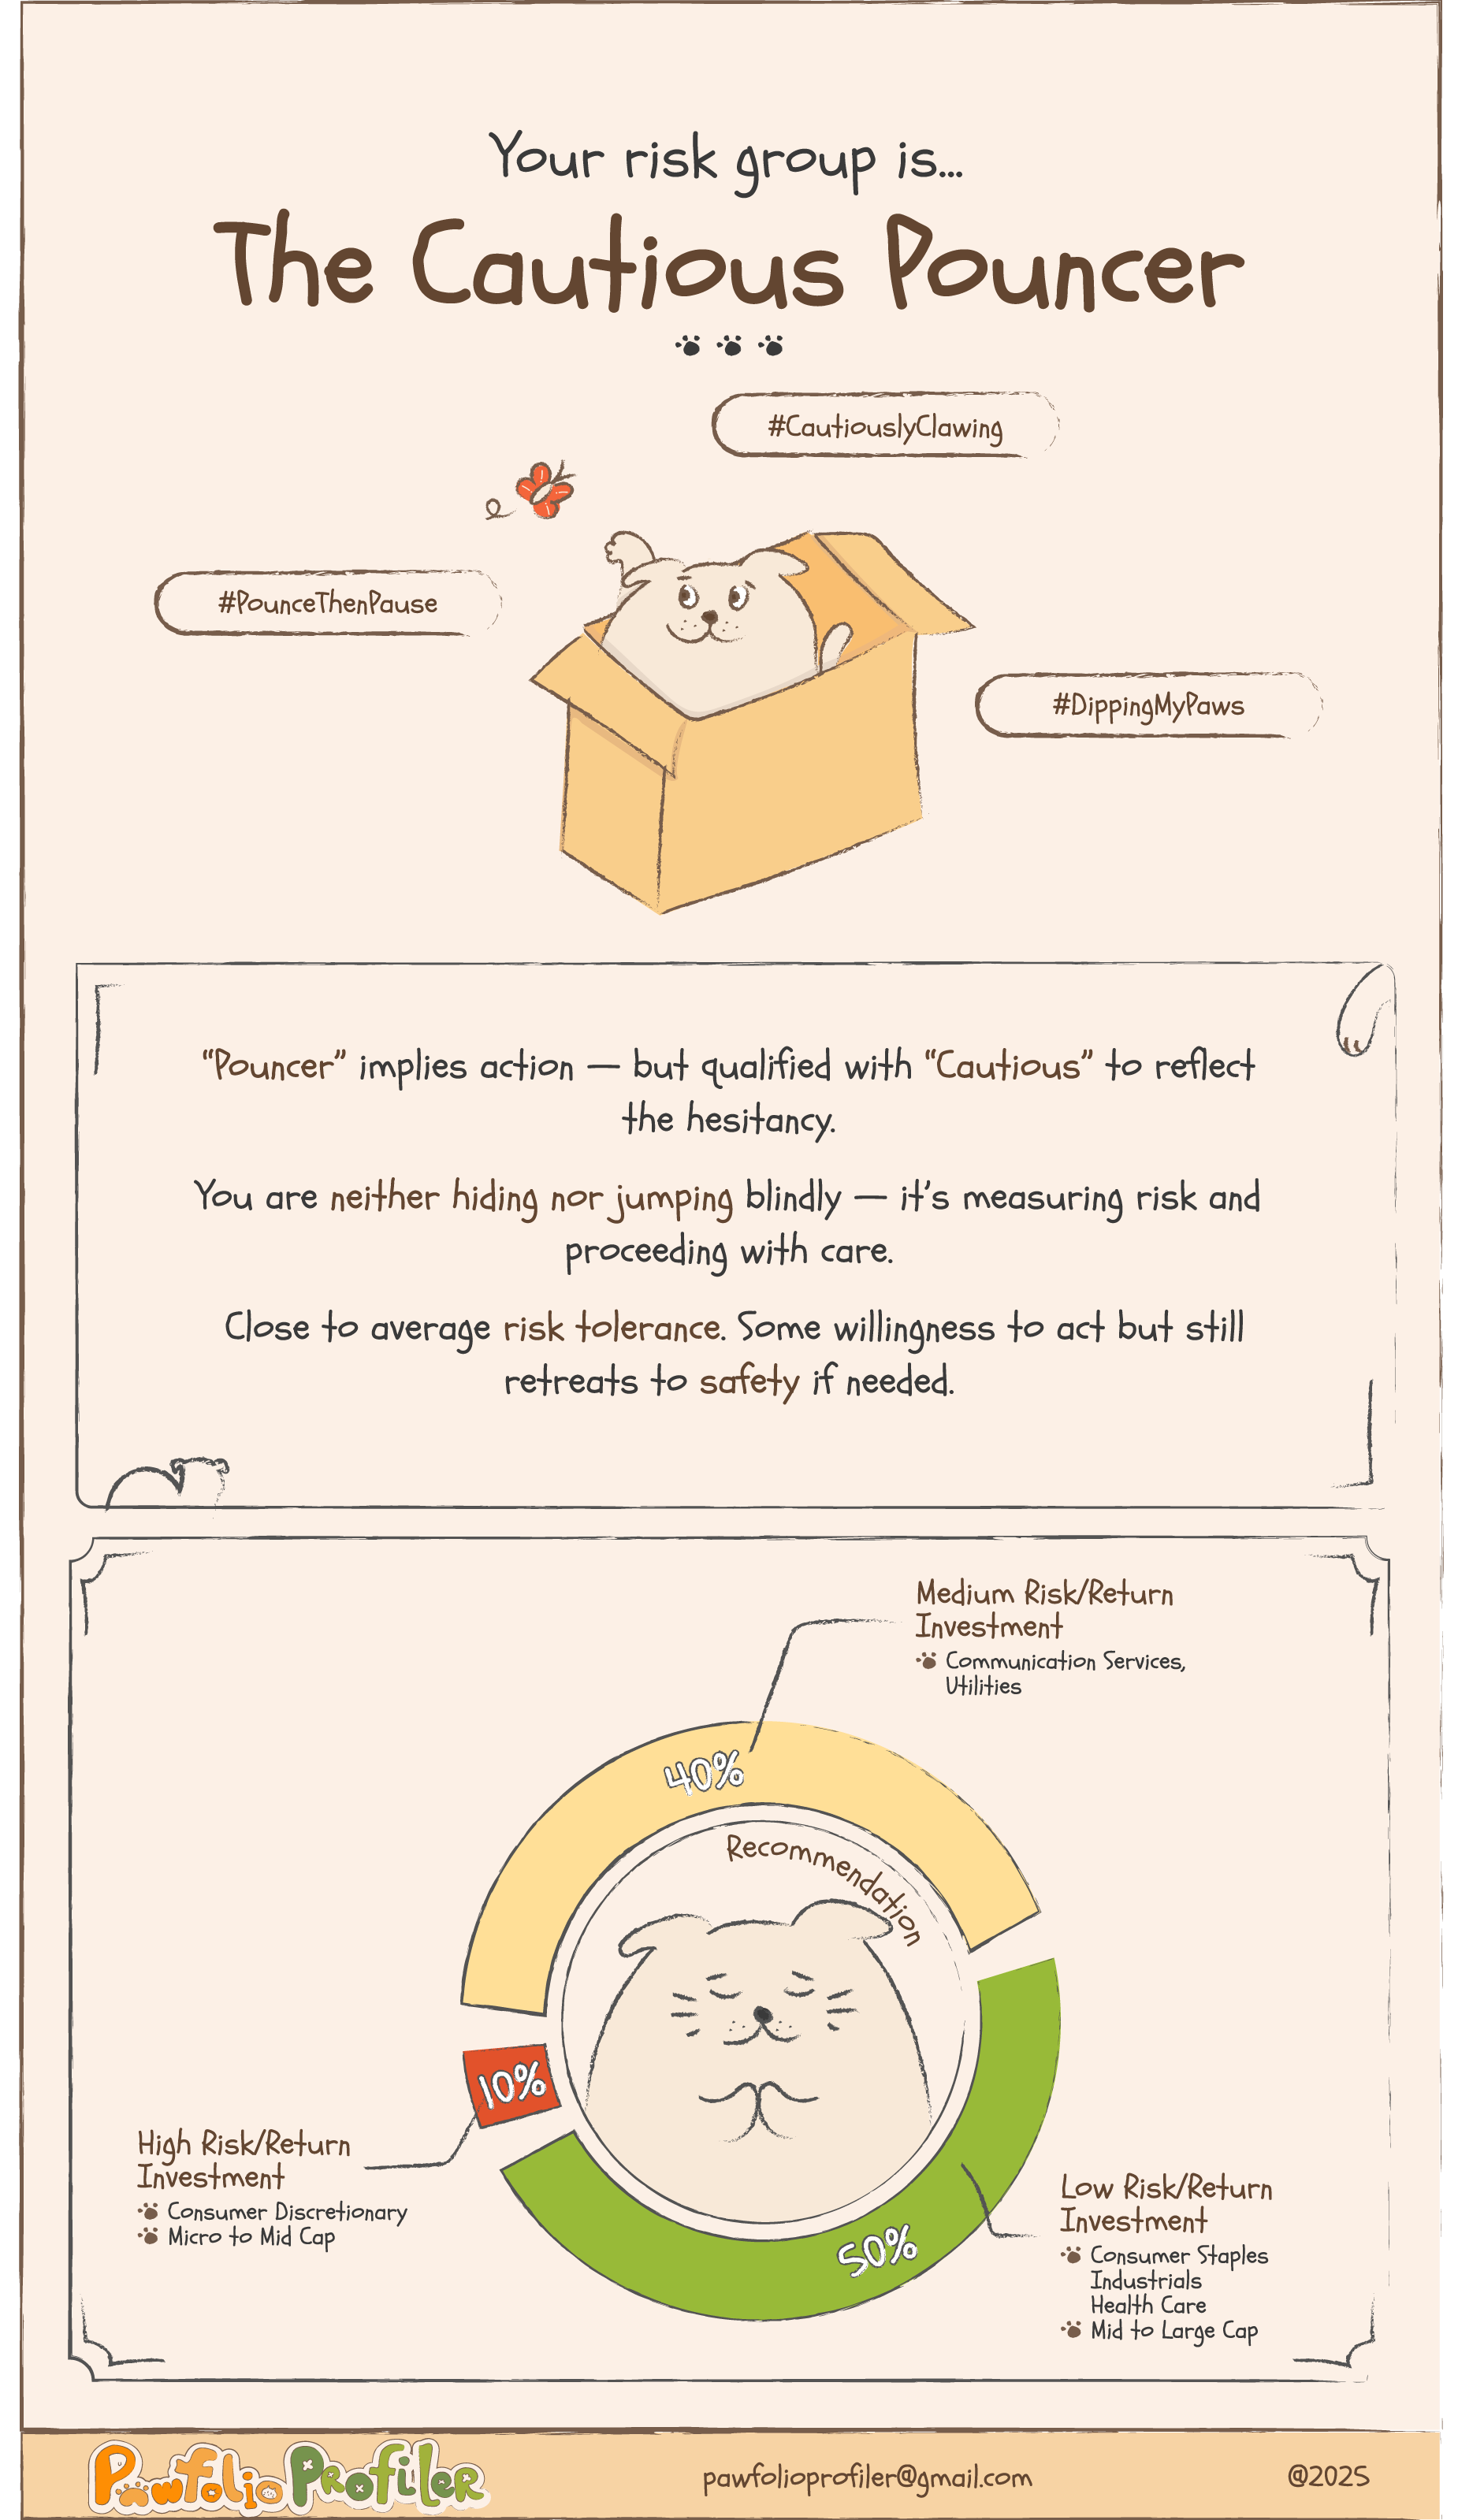 Your risk group is...
The Cautious Pouncer
#CautiouslyClawing
#PounceThenPause
#DippingMyPaws
“Pouncer” implies action — but qualified with “Cautious” to reflect
the hesitancy.
You are neither hiding nor jumping blindly — it’s measuring risk and
proceeding with care.
Close to average risk tolerance. Some willingness to act but still
retreats to safety if needed.
Medium Risk/Return
Investment
Communication Services,
Utilities
40%
Recommendation
10%
High Risk/Return
Investment
Consumer Discretionary
Micro to Mid Cap
50%
Low Risk/Return
Investment
Consumer Staples
Industrials
Health Care
Mid to Large Cap
Pawfolio Profiler
pawfolioprofiler@gmail.com
@2025